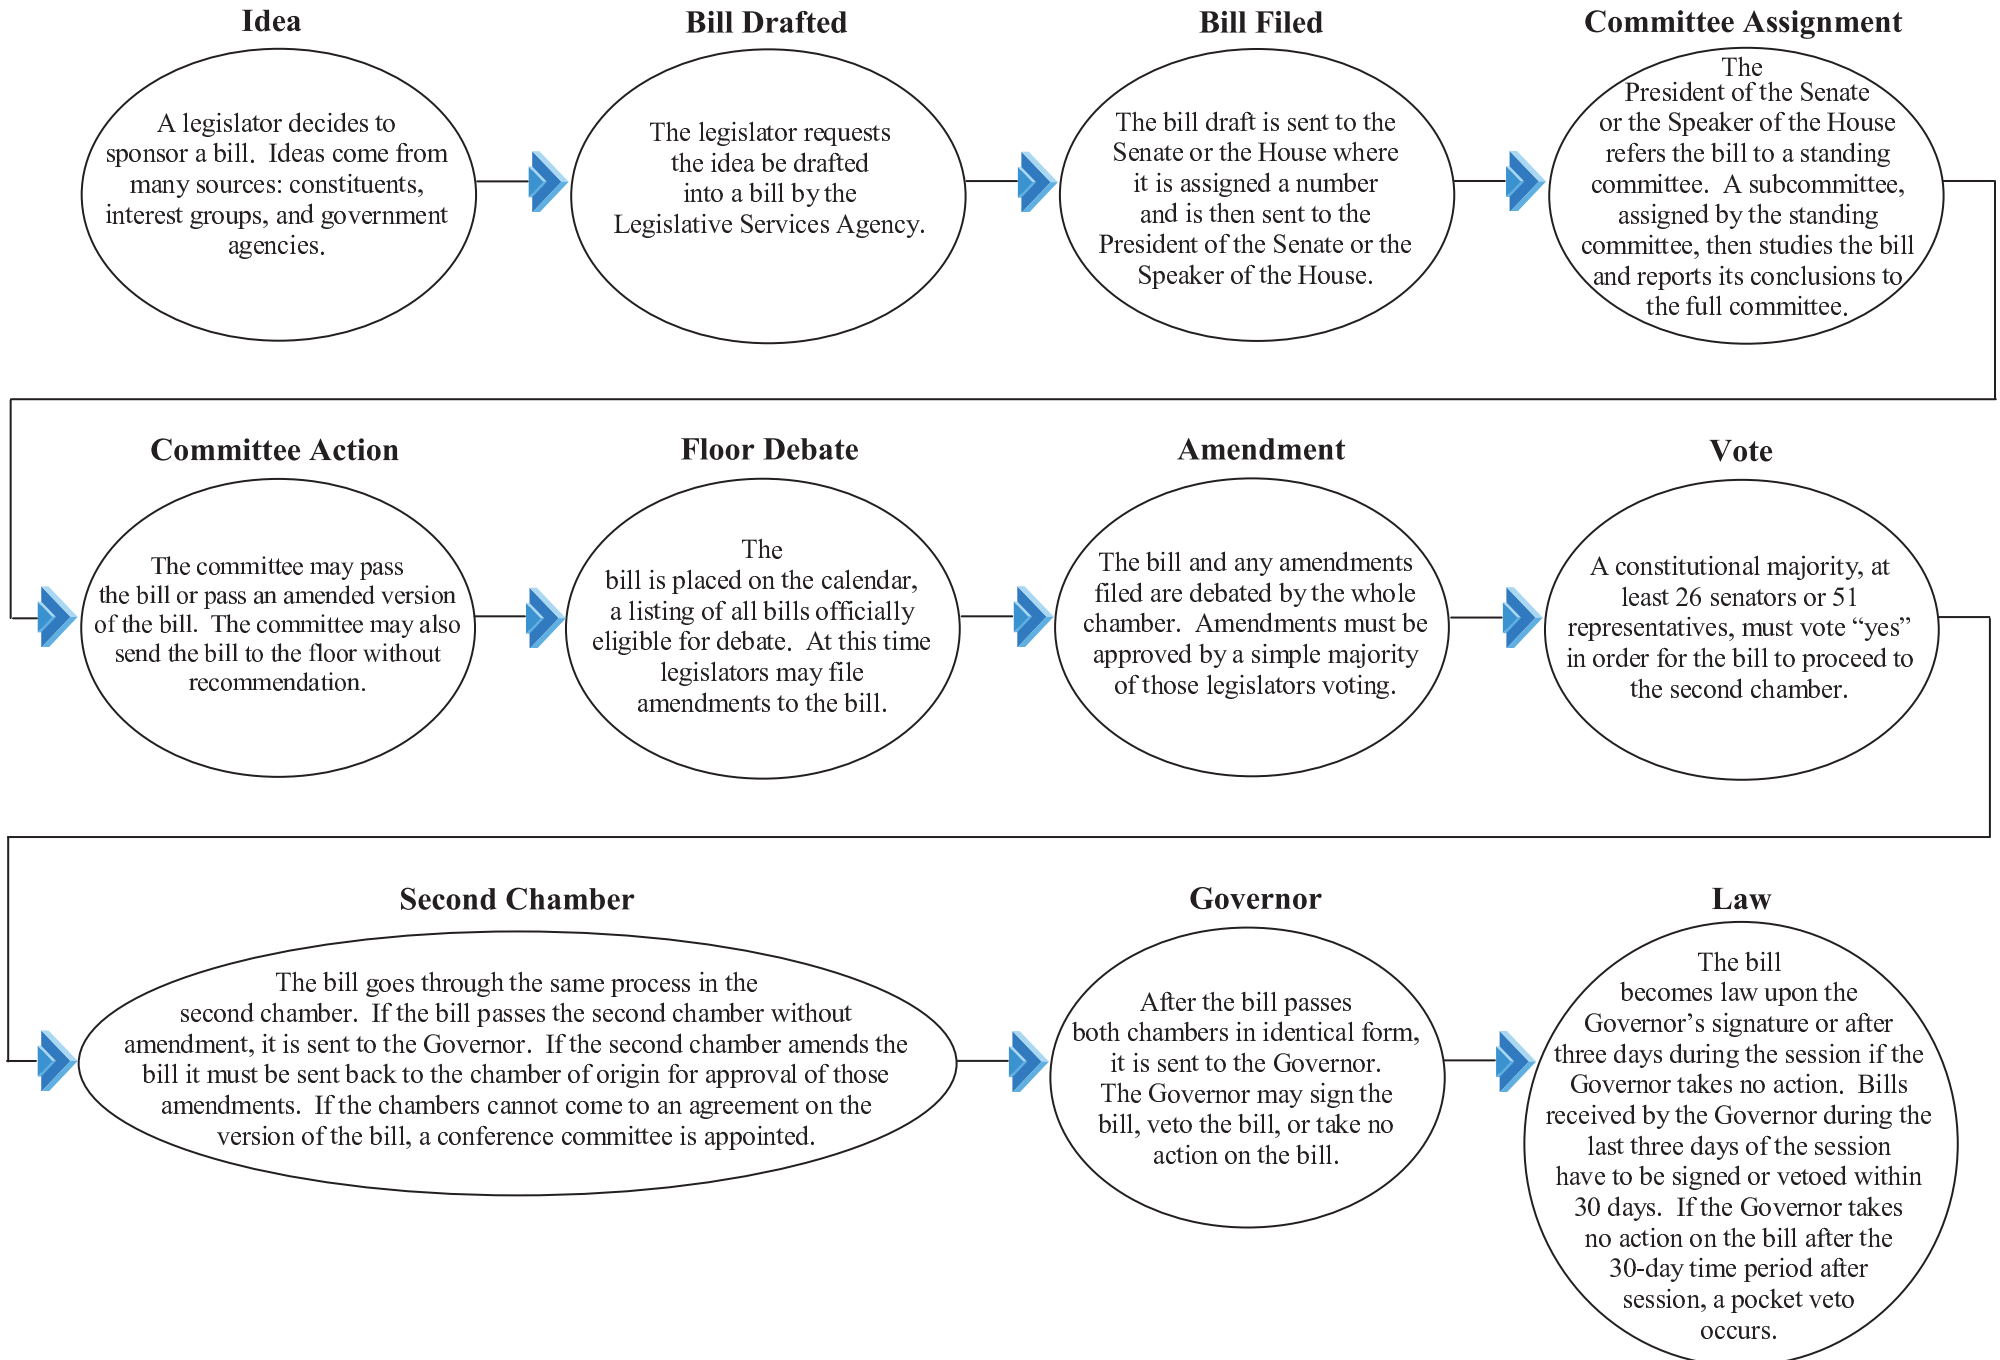 Idea
A legislator decides to
sponsor a bill. Ideas come from
many sources: constituents,
interest groups, and government
agencies.
Bill Drafted
The legislator requests
the idea be drafted
into a bill by the
Legislative Services Agency.
Bill Filed
The bill draft is sent to the
Senate or the House where
it is assigned a number
and is then sent to the
President of the Senate or the
Speaker of the House.
Committee Assignment
The
President of the Senate
or the Speaker of the House
refers the bill to a standing
committee. A subcommittee,
assigned by the standing
committee, then studies the bill
and reports its conclusions to
the full committee.
Committee Action
The committee may pass
the bill or pass an amended version
of the bill. The committee may also
send the bill to the floor without
recommendation.
Floor Debate
The
bill is placed on the calendar,
a listing of all bills officially
eligible for debate. At this time
legislators may file
amendments to the bill.
Amendment
The bill and any amendments
filed are debated by the whole
chamber. Amendments must be
approved by a simple majority
of those legislators voting.
Vote
A constitutional majority, at
least 26 senators or 51
representatives, must vote “yes”
in order for the bill to proceed to
the second chamber.
Second Chamber
The bill goes through the same process in the
second chamber. If the bill passes the second chamber without
amendment, it is sent to the Governor. If the second chamber amends the
bill it must be sent back to the chamber of origin for approval of those
amendments. If the chambers cannot come to an agreement on the
version of the bill, a conference committee is appointed.
Governor
After the bill passes
both chambers in identical form,
it is sent to the Governor.
The Governor may sign the
bill, veto the bill, or take no
action on the bill.
Law
The bill
becomes law upon the
Governor’s signature or after
three days during the session if the
Governor takes no action. Bills
received by the Governor during the
last three days of the session
have to be signed or vetoed within
30 days. If the Governor takes
no action on the bill after the
30-day time period after
session, a pocket veto
occurs.